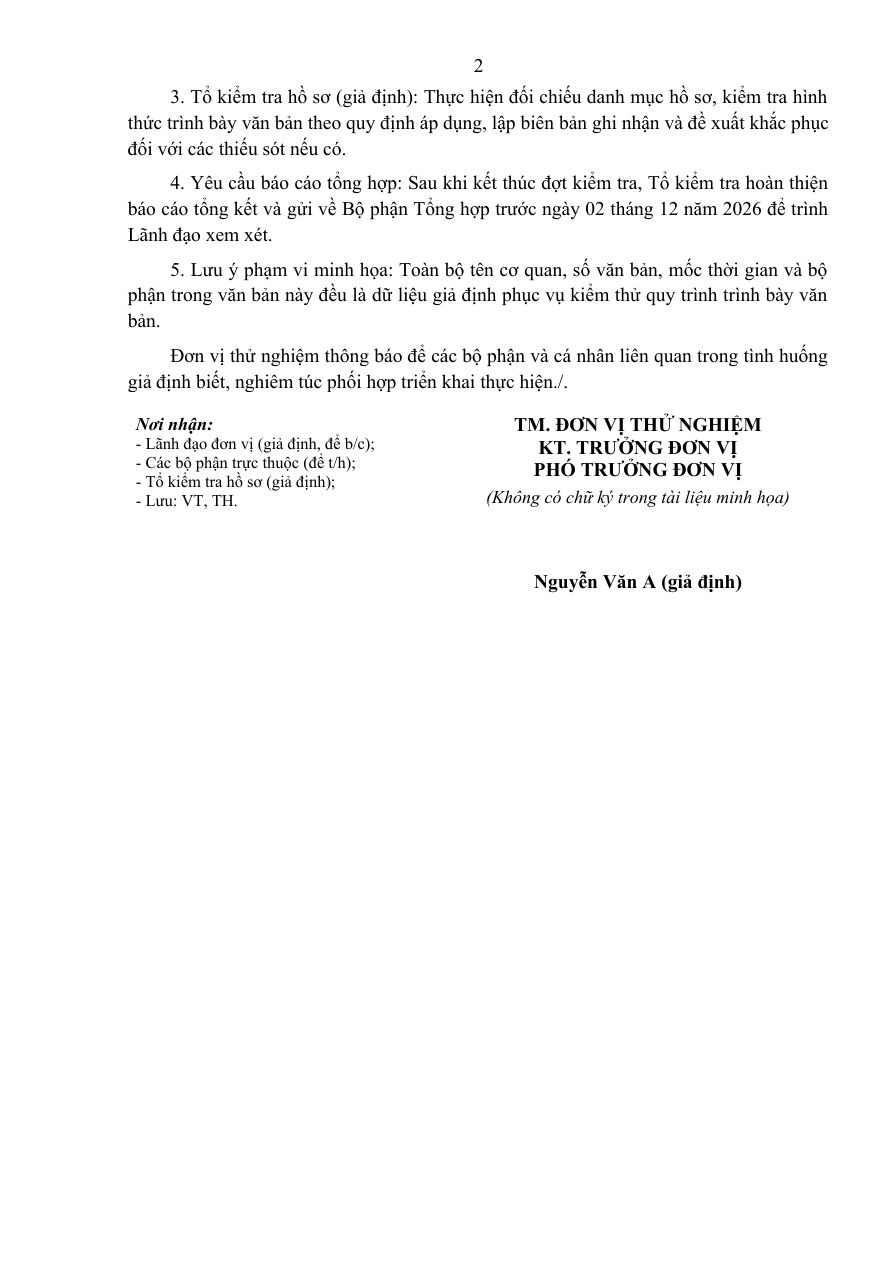 2
3. Tổ kiểm tra hồ sơ (giả định): Thực hiện đối chiếu danh mục hồ sơ, kiểm tra hình
thức trình bày văn bản theo quy định áp dụng, lập biên bản ghi nhận và đề xuất khắc phục
đối với các thiếu sót nếu có.
4. Yêu cầu báo cáo tổng hợp: Sau khi kết thúc đợt kiểm tra, Tổ kiểm tra hoàn thiện
báo cáo tổng kết và gửi về Bộ phận Tổng hợp trước ngày 02 tháng 12 năm 2026 để trình
Lãnh đạo xem xét.
5. Lưu ý phạm vi minh họa: Toàn bộ tên cơ quan, số văn bản, mốc thời gian và bộ
phận trong văn bản này đều là dữ liệu giả định phục vụ kiểm thử quy trình trình bày văn
bản.
Đơn vị thử nghiệm thông báo để các bộ phận và cá nhân liên quan trong tình huống
giả định biết, nghiêm túc phối hợp triển khai thực hiện./.
Nơi nhận:
- Lãnh đạo đơn vị (giả định, để b/c);
- Các bộ phận trực thuộc (để t/h);
- Tổ kiểm tra hồ sơ (giả định);
- Lưu: VT, TH.
TM. ĐƠN VỊ THỬ NGHIỆM
KT. TRƯỞNG ĐƠN VỊ
PHÓ TRƯỞNG ĐƠN VỊ
(Không có chữ ký trong tài liệu minh họa)
Nguyễn Văn A (giả định)